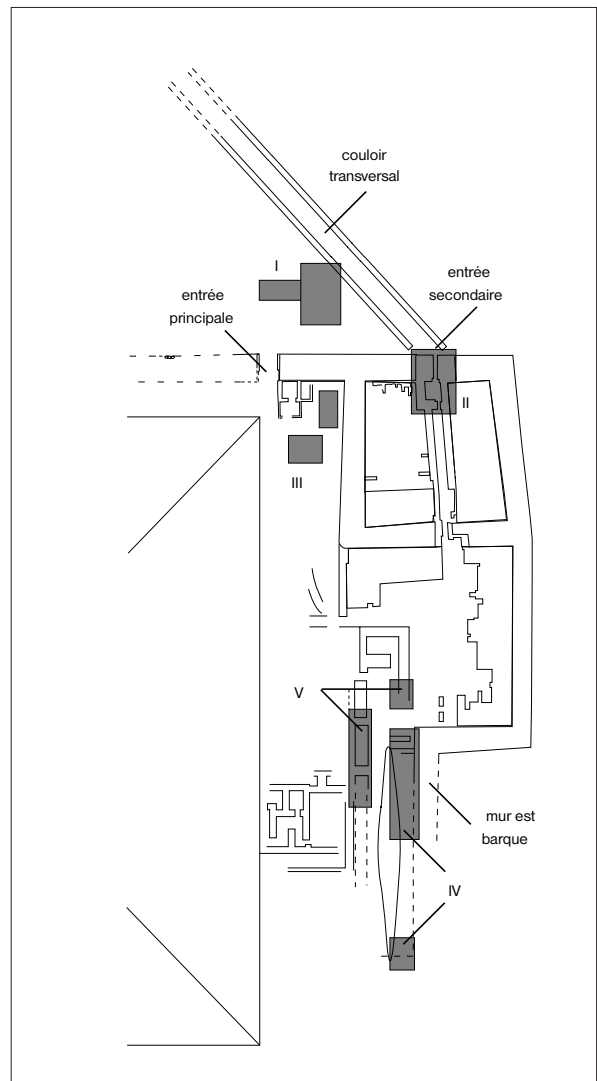 couloir
transversal
I
entrée
secondaire
entrée
principale
II
III
V
mur est
barque
IV